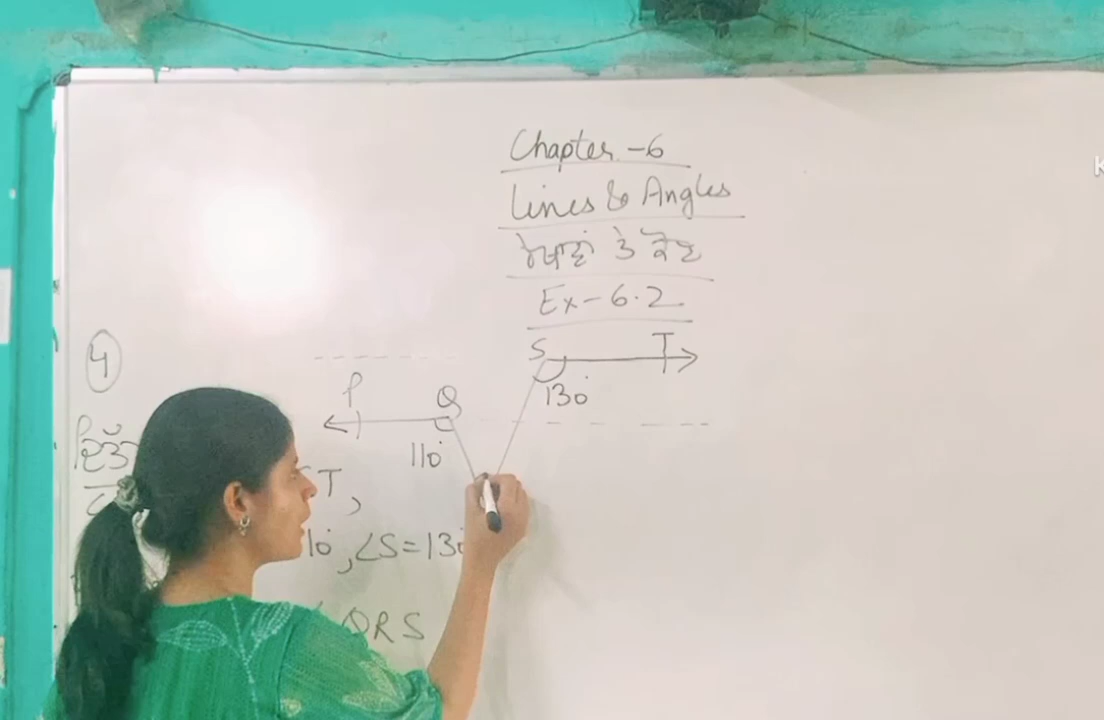 Chapter - 6
Lines & Angles
ਰੇਖਾਵਾਂ ਤੇ ਕੋਣ
Ex - 6.2
4
S T
130°
P Q
110°
T,
10°, ∠S = 130
QRS